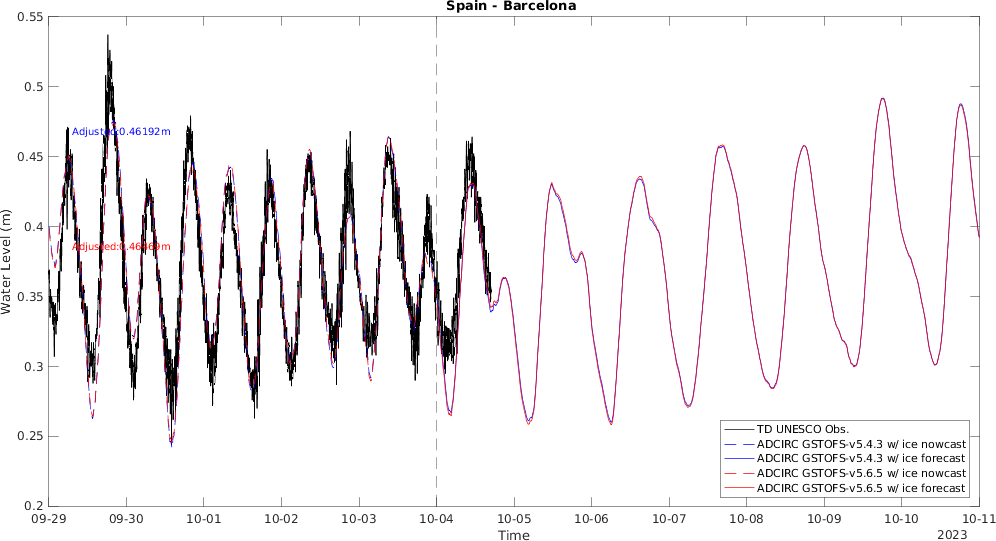 Spain - Barcelona
0.55
0.5
0.45
0.4
0.35
0.3
0.25
0.2
Water Level (m)
Adjusted:0.46192m
09-29
09-30
10-01
10-02
10-03
10-04
10-05
10-06
10-07
10-08
10-09
10-10
10-11
Time
2023
TD UNESCO Obs.
ADCIRC GSTOFS-v5.4.3 w/ ice nowcast
ADCIRC GSTOFS-v5.4.3 w/ ice forecast
ADCIRC GSTOFS-v5.6.5 w/ ice nowcast
ADCIRC GSTOFS-v5.6.5 w/ ice forecast